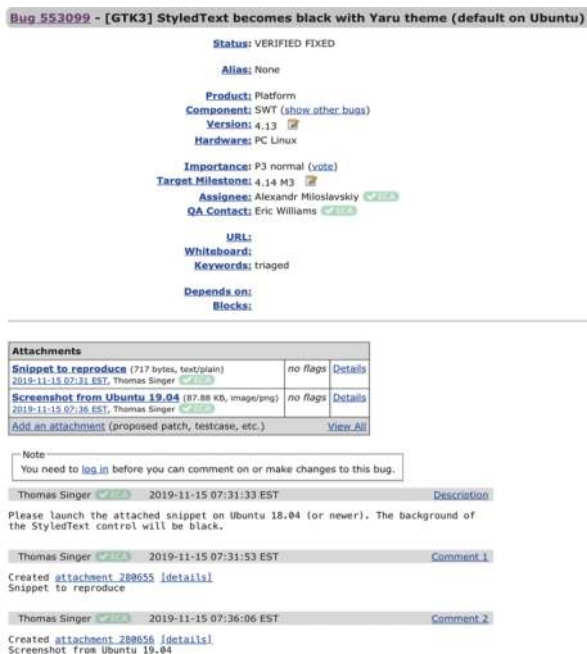 Bug 553099 - [GTK3] StyledText becomes black with Yaru theme (default on Ubuntu)
Status: VERIFIED FIXED
Alias: None
Product: Platform
Component: SWT (show other bugs)
Version: 4.13
Hardware: PC Linux
Importance: P3 normal (vote)
Target Milestone: 4.14 M3
Assignee: Alexandr Miloslavskiy ✓ECA
QA Contact: Eric Williams ✓ECA
URL:
Whiteboard:
Keywords: triaged
Depends on:
Blocks:
Attachments
Snippet to reproduce (717 bytes, text/plain) no flags Details
2019-11-15 07:31 EST, Thomas Singer ✓ECA
Screenshot from Ubuntu 19.04 (87.88 KB, image/png) no flags Details
2019-11-15 07:36 EST, Thomas Singer ✓ECA
Add an attachment (proposed patch, testcase, etc.) View All
Note
You need to log in before you can comment on or make changes to this bug.
Thomas Singer ✓ECA 2019-11-15 07:31:33 EST Description
Please launch the attached snippet on Ubuntu 18.04 (or newer). The background of
the StyledText control will be black.
Thomas Singer ✓ECA 2019-11-15 07:31:53 EST Comment 1
Created attachment 280655 [details]
Snippet to reproduce
Thomas Singer ✓ECA 2019-11-15 07:36:06 EST Comment 2
Created attachment 280656 [details]
Screenshot from Ubuntu 19.04